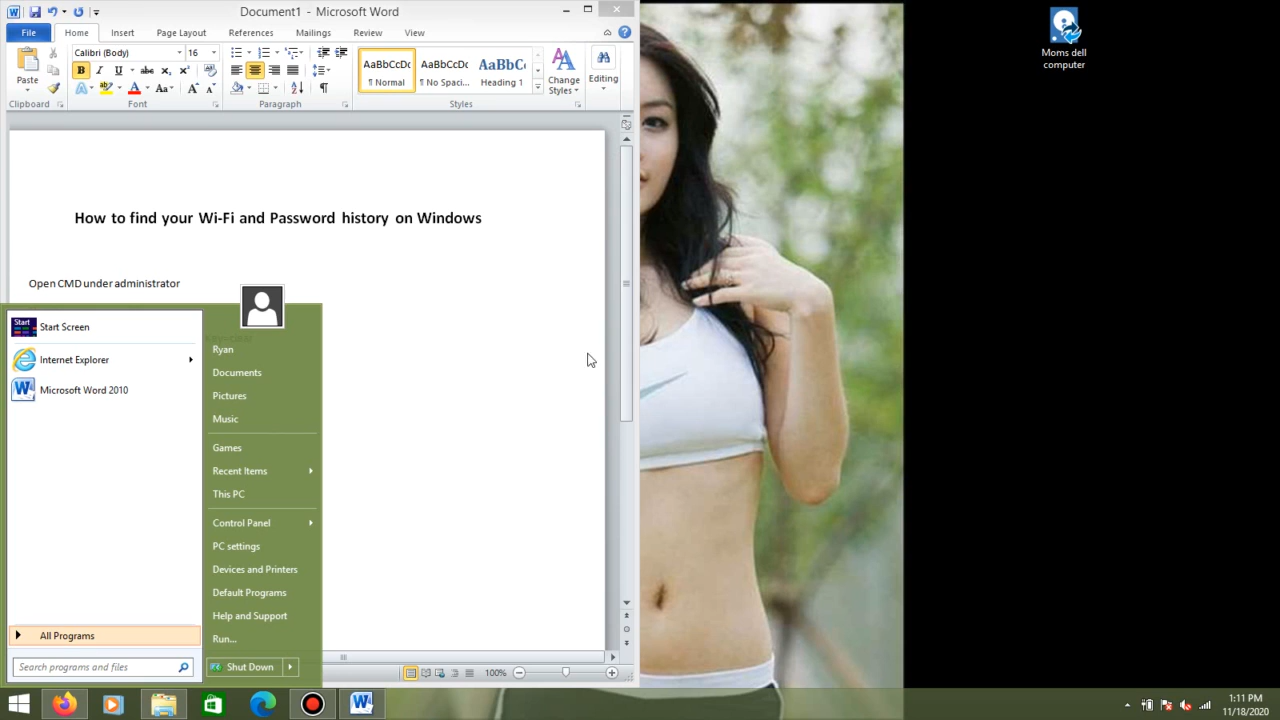 Document1 - Microsoft Word
File Home Insert Page Layout References Mailings Review View
Calibri (Body) 16
Paste
AaBbCcDc AaBbCcDc AaBbC
¶ Normal ¶ No Spaci... Heading 1
Change Styles
Editing
Clipboard Font Paragraph Styles
Moms dell
computer
How to find your Wi-Fi and Password history on Windows
Open CMD under administrator
Start
Start Screen
Internet Explorer
Microsoft Word 2010
All Programs
Search programs and files
Ryan
Documents
Pictures
Music
Games
Recent Items
This PC
Control Panel
PC settings
Devices and Printers
Default Programs
Help and Support
Run...
Shut Down
100%
1:11 PM
11/18/2020